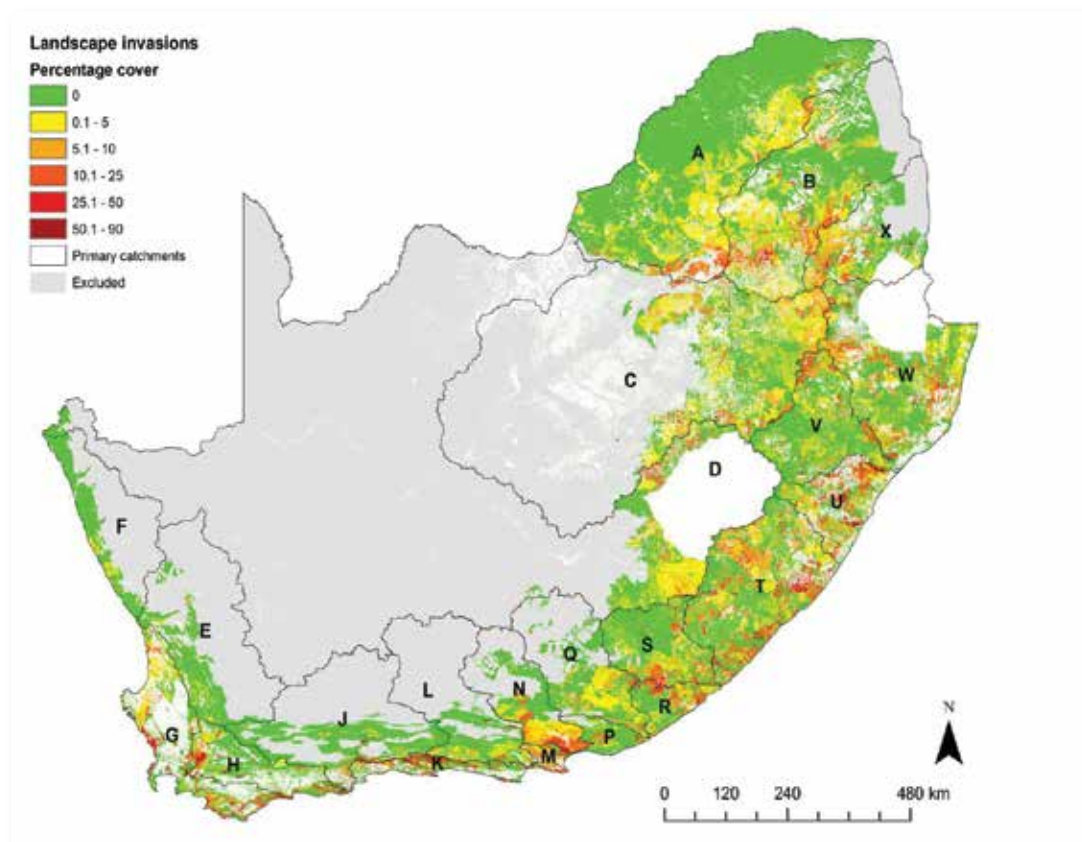 Landscape invasions
Percentage cover
0
0.1 - 5
5.1 - 10
10.1 - 25
25.1 - 50
50.1 - 90
Primary catchments
Excluded
A
B
X
C
W
V
D
U
F
T
E
S
Q
L
N
R
J
G
P
H
K
M
N
0 120 240 480 km